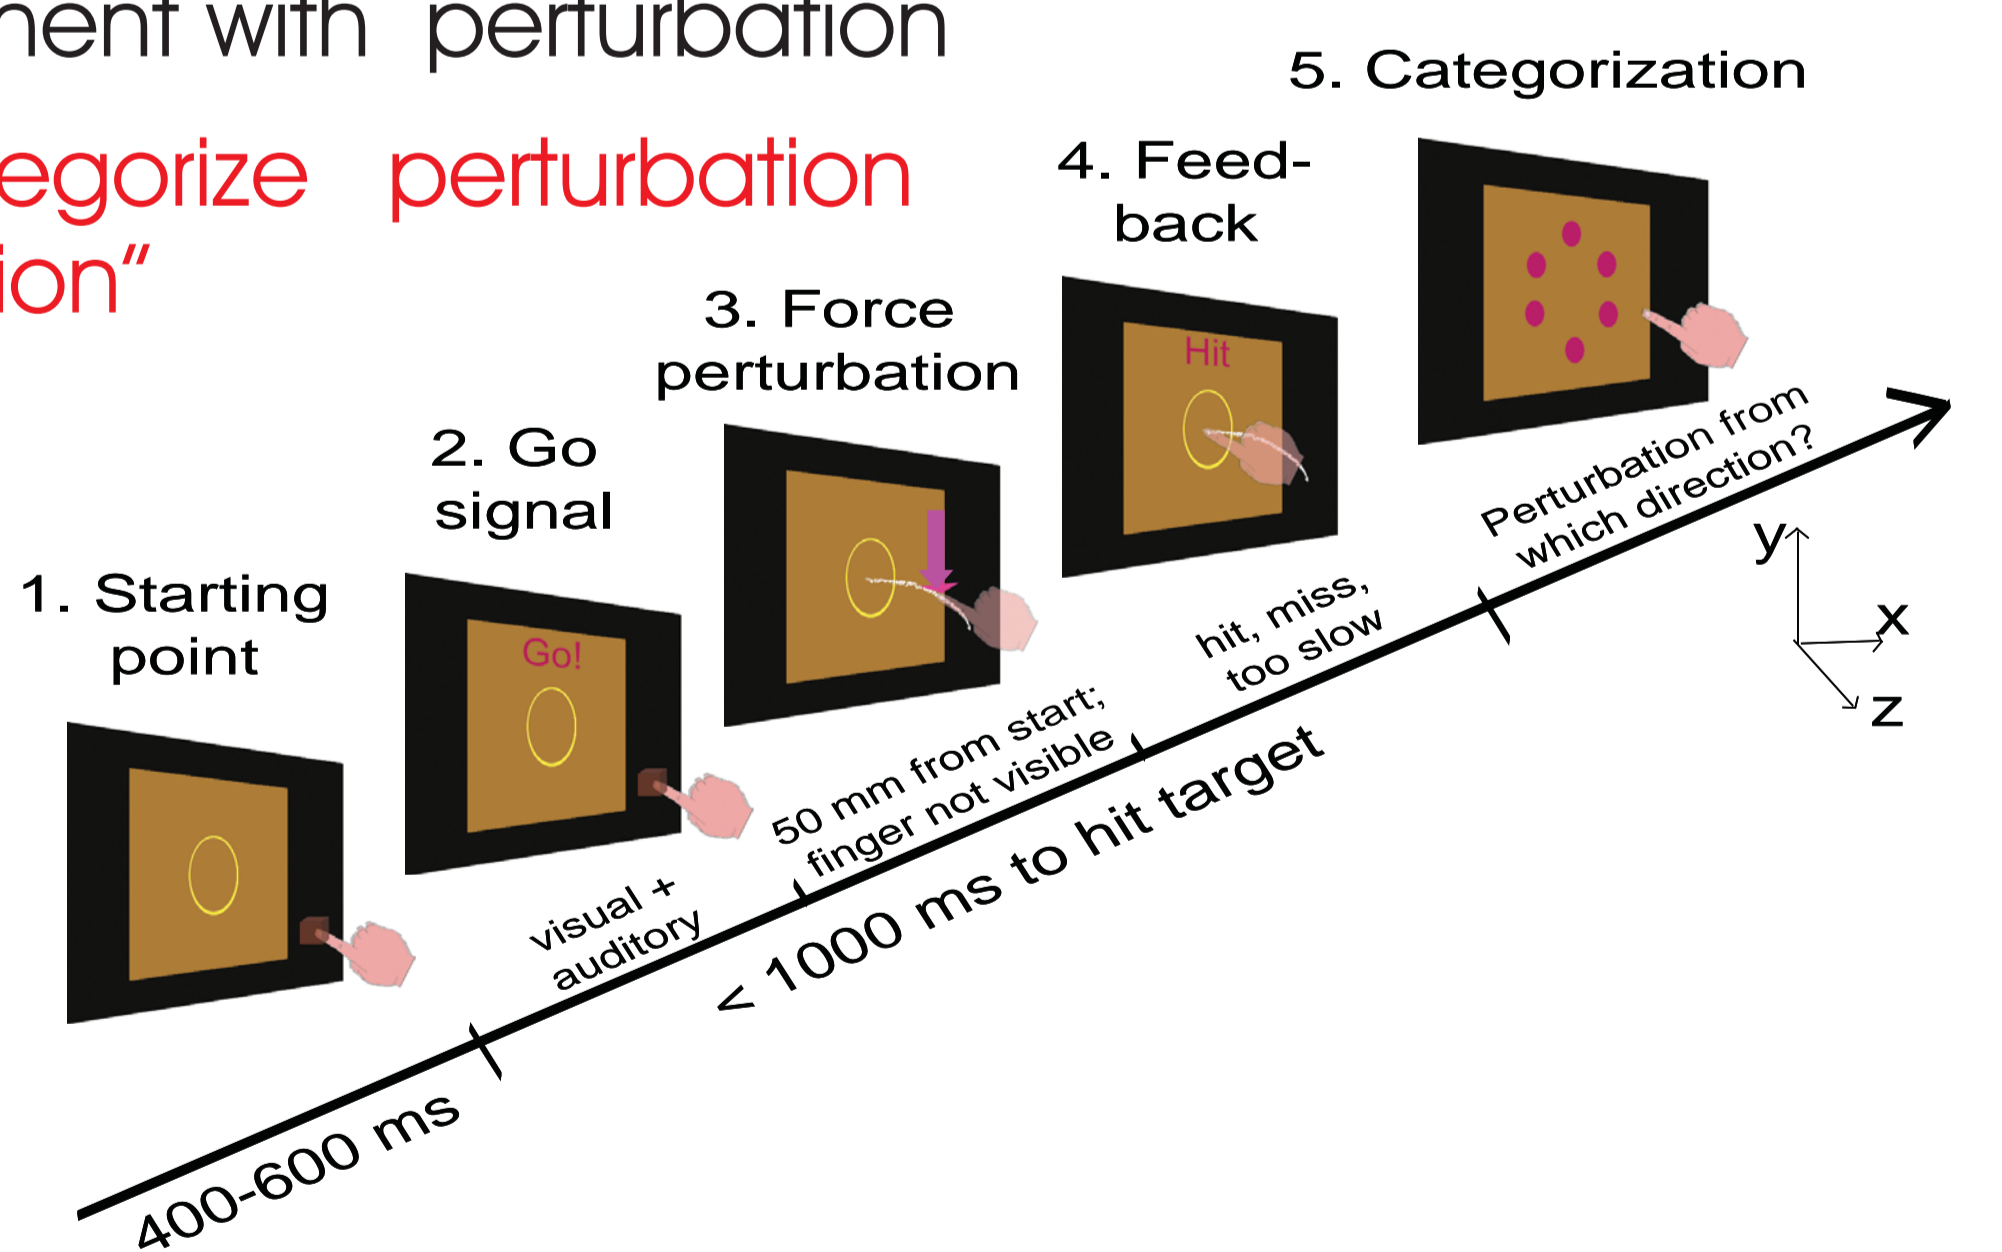 ment with perturbation
egorize perturbation
ion“
1. Starting
point
2. Go
signal
3. Force
perturbation
4. Feed-
back
5. Categorization
Go!
Hit
400-600 ms
visual +
auditory
50 mm from start;
finger not visible
< 1000 ms to hit target
hit, miss,
too slow
Perturbation from
which direction?
y
x
z